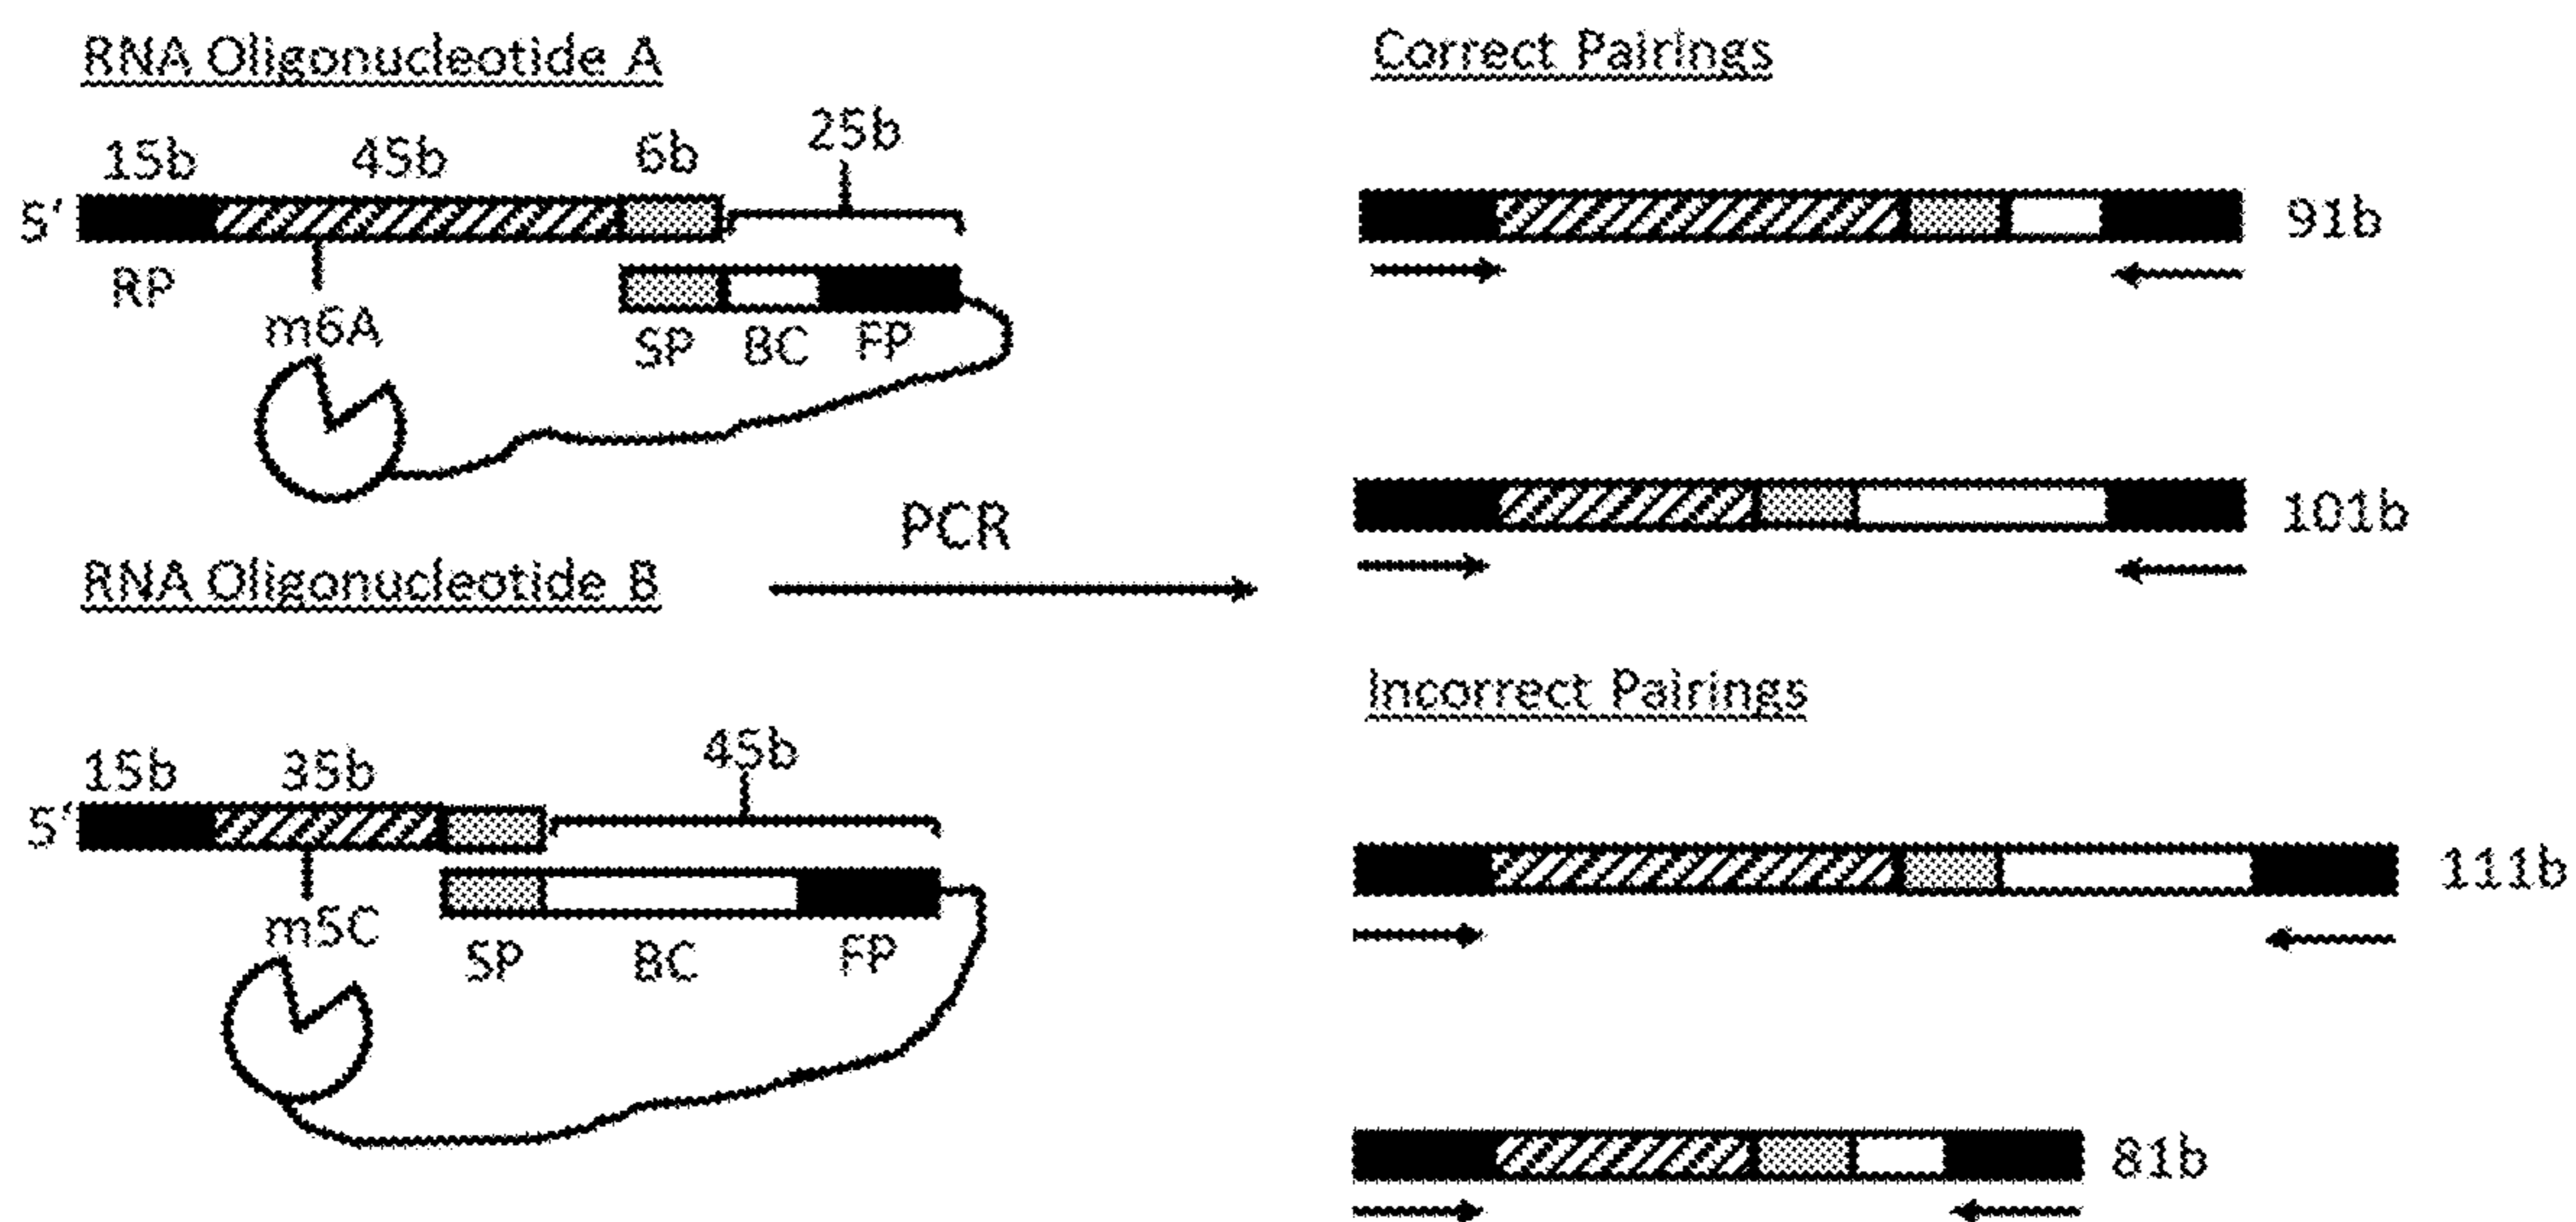 RNA Oligonucleotide A
15b 45b 6b 25b
5'
RP
m6A
SP BC FP
RNA Oligonucleotide B
15b 35b 45b
5'
m5C
SP BC FP
PCR
Correct Pairings
91b
101b
Incorrect Pairings
111b
81b